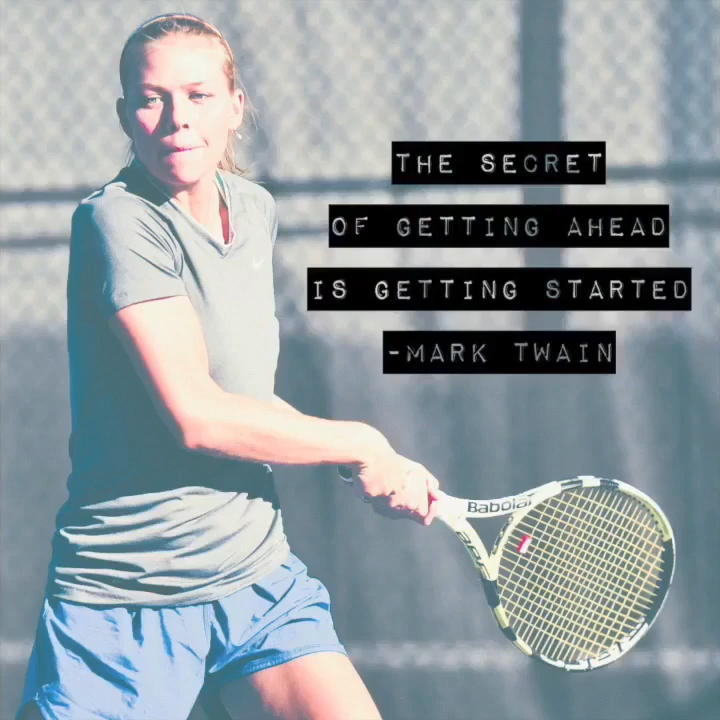 THE SECRET
OF GETTING AHEAD
IS GETTING STARTED
-MARK TWAIN
Babolat